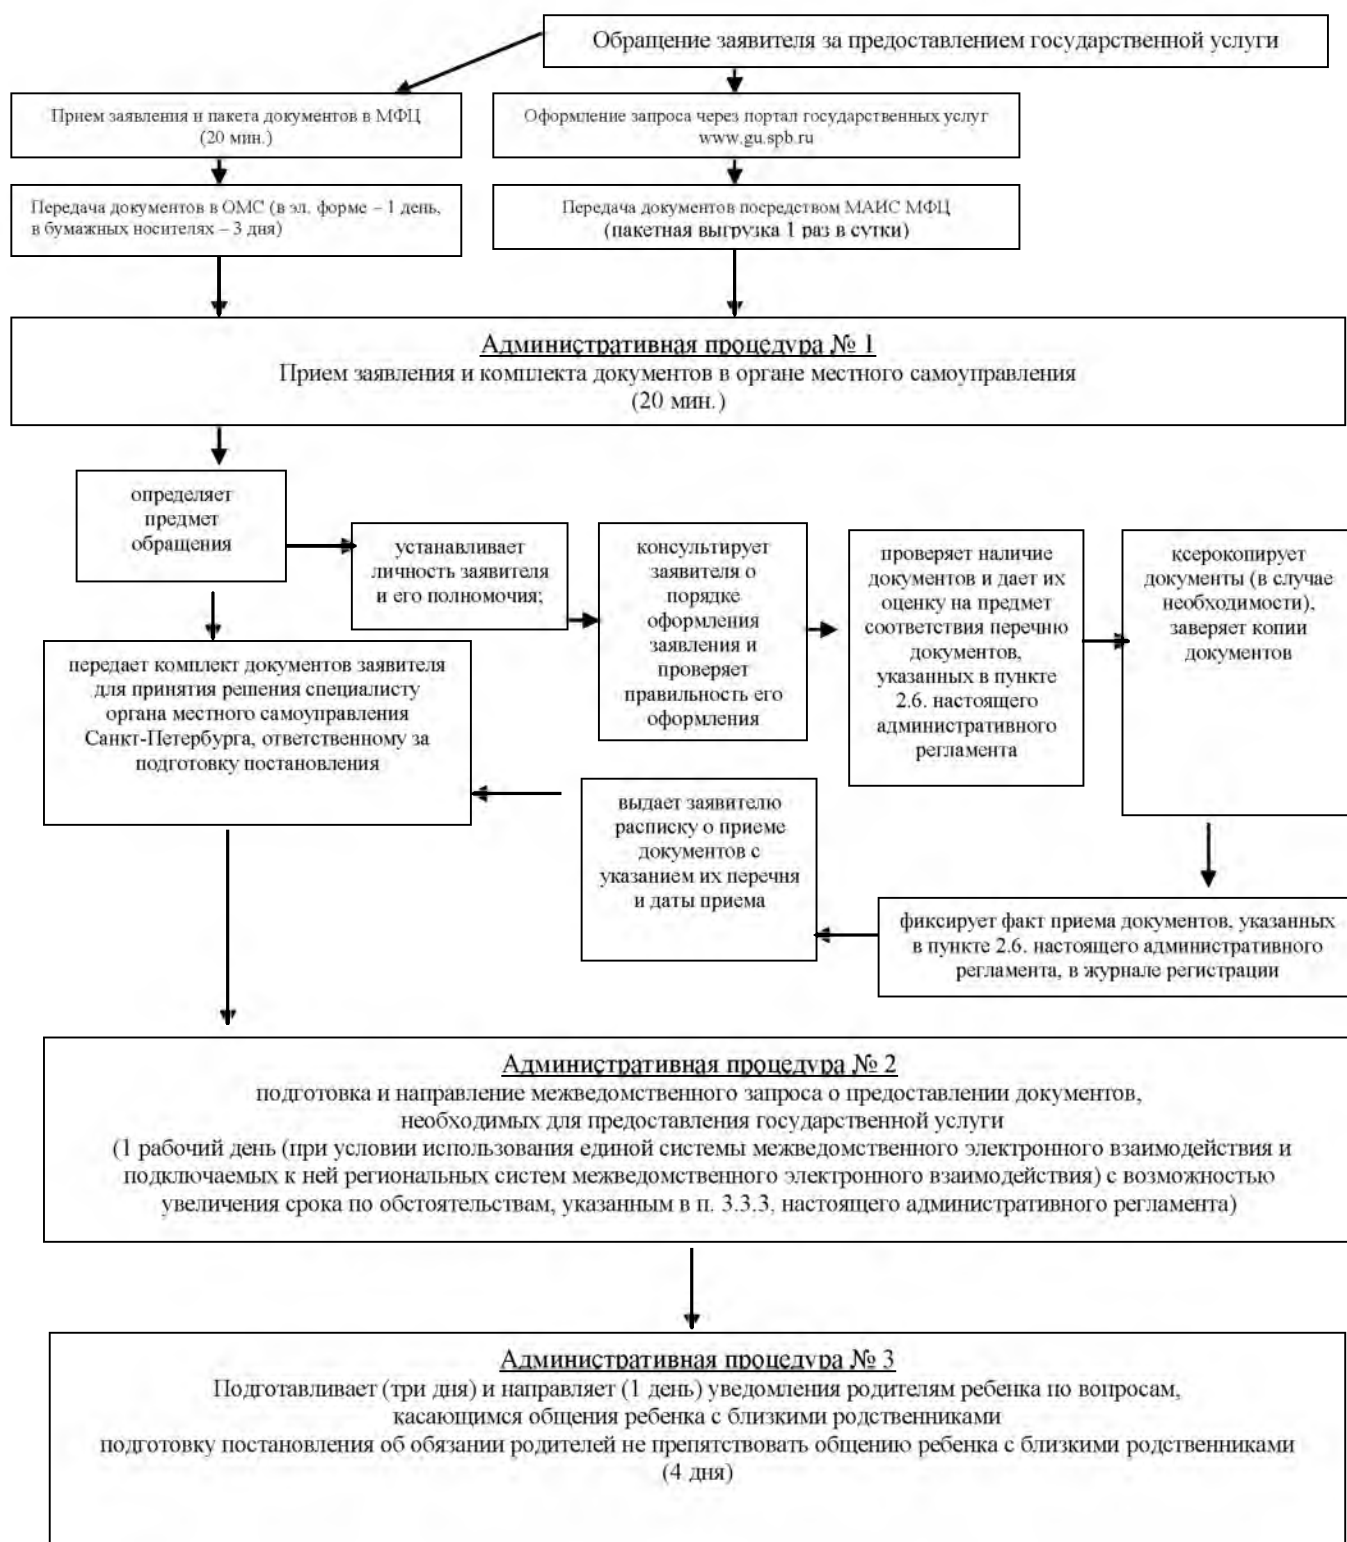 Обращение заявителя за предоставлением государственной услуги
Прием заявления и пакета документов в МФЦ
(20 мин.)
Оформление запроса через портал государственных услуг
www.gu.spb.ru
Передача документов в ОМС (в эл. форме – 1 день,
в бумажных носителях – 3 дня)
Передача документов посредством МАИС МФЦ
(пакетная выгрузка 1 раз в сутки)
Административная процедура № 1
Прием заявления и комплекта документов в органе местного самоуправления
(20 мин.)
определяет
предмет
обращения
устанавливает
личность заявителя
и его полномочия;
консультирует
заявителя о
порядке
оформления
заявления и
проверяет
правильность его
оформления
проверяет наличие
документов и дает их
оценку на предмет
соответствия перечню
документов,
указанных в пункте
2.6. настоящего
административного
регламента
ксерокопирует
документы (в случае
необходимости),
заверяет копии
документов
передает комплект документов заявителя
для принятия решения специалисту
органа местного самоуправления
Санкт-Петербурга, ответственному за
подготовку постановления
выдает заявителю
расписку о приеме
документов с
указанием их перечня
и даты приема
фиксирует факт приема документов, указанных
в пункте 2.6. настоящего административного
регламента, в журнале регистрации
Административная процедура № 2
подготовка и направление межведомственного запроса о предоставлении документов,
необходимых для предоставления государственной услуги
(1 рабочий день (при условии использования единой системы межведомственного электронного взаимодействия и
подключаемых к ней региональных систем межведомственного электронного взаимодействия) с возможностью
увеличения срока по обстоятельствам, указанным в п. 3.3.3, настоящего административного регламента)
Административная процедура № 3
Подготавливает (три дня) и направляет (1 день) уведомления родителям ребенка по вопросам,
касающимся общения ребенка с близкими родственниками
подготовку постановления об обязании родителей не препятствовать общению ребенка с близкими родственниками
(4 дня)